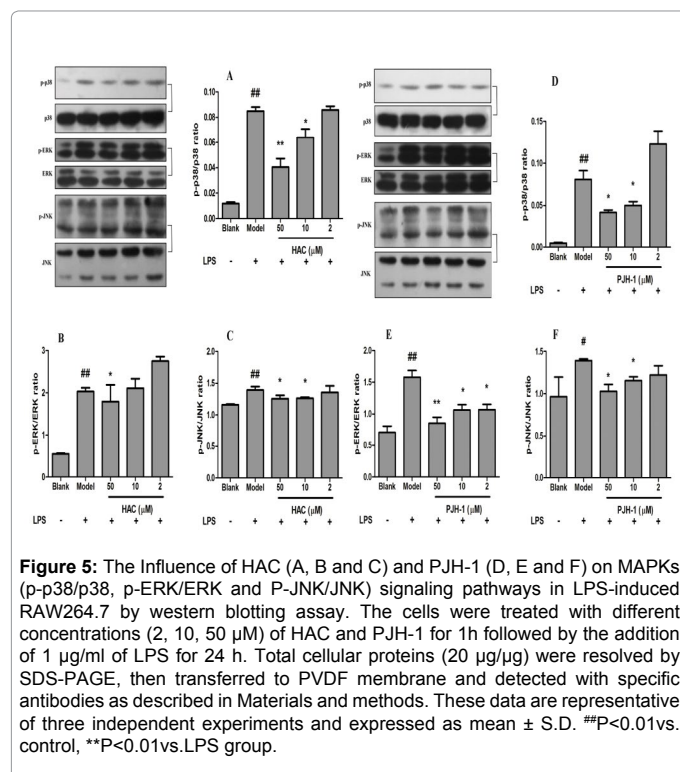 p-p38
p38
p-ERK
ERK
p-JNK
JNK
A
p-p38/p38 ratio
0.10
0.08
0.06
0.04
0.02
0.00
##
**
*
Blank Model 50 10 2
HAC (μM)
LPS - + + + +
p-p38
p38
p-ERK
ERK
p-JNK
JNK
D
p-p38/p38 ratio
0.15
0.10
0.05
0.00
##
*
*
Blank Model 50 10 2
PJH-1 (μM)
LPS - + + + +
B
p-ERK/ERK ratio
3
2
1
0
##
*
Blank Model 50 10 2
HAC (μM)
LPS - + + + +
C
p-JNK/JNK ratio
2.0
1.5
1.0
0.5
0.0
##
*
*
Blank Model 50 10 2
HAC (μM)
LPS - + + + +
E
p-ERK/ERK ratio
2.0
1.5
1.0
0.5
0.0
##
**
*
*
Blank Model 50 10 2
PJH-1 (μM)
LPS - + + + +
F
p-JNK/JNK ratio
1.5
1.0
0.5
0.0
#
*
*
Blank Model 50 10 2
PJH-1 (μM)
LPS - + + + +
Figure 5: The Influence of HAC (A, B and C) and PJH-1 (D, E and F) on MAPKs
(p-p38/p38, p-ERK/ERK and P-JNK/JNK) signaling pathways in LPS-induced
RAW264.7 by western blotting assay. The cells were treated with different
concentrations (2, 10, 50 μM) of HAC and PJH-1 for 1h followed by the addition
of 1 μg/ml of LPS for 24 h. Total cellular proteins (20 μg/μg) were resolved by
SDS-PAGE, then transferred to PVDF membrane and detected with specific
antibodies as described in Materials and methods. These data are representative
of three independent experiments and expressed as mean ± S.D. ##P<0.01vs.
control, **P<0.01vs.LPS group.